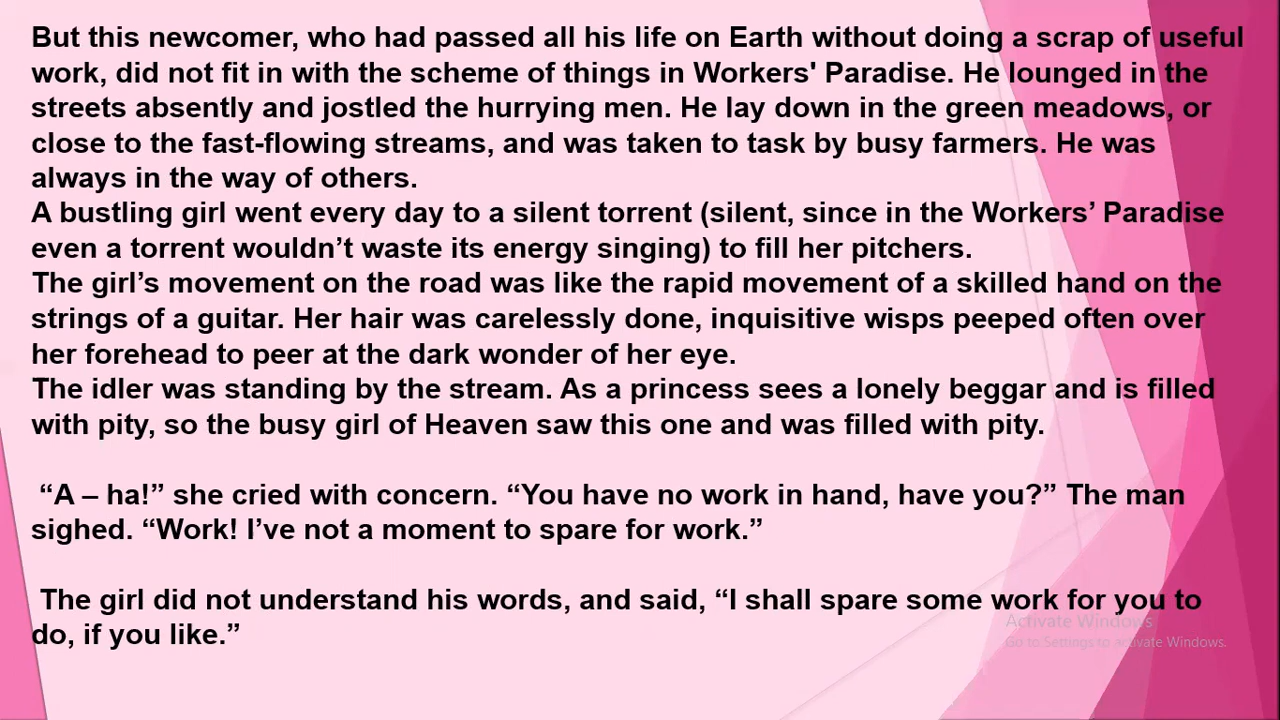 But this newcomer, who had passed all his life on Earth without doing a scrap of useful
work, did not fit in with the scheme of things in Workers' Paradise. He lounged in the
streets absently and jostled the hurrying men. He lay down in the green meadows, or
close to the fast-flowing streams, and was taken to task by busy farmers. He was
always in the way of others.
A bustling girl went every day to a silent torrent (silent, since in the Workers’ Paradise
even a torrent wouldn’t waste its energy singing) to fill her pitchers.
The girl’s movement on the road was like the rapid movement of a skilled hand on the
strings of a guitar. Her hair was carelessly done, inquisitive wisps peeped often over
her forehead to peer at the dark wonder of her eye.
The idler was standing by the stream. As a princess sees a lonely beggar and is filled
with pity, so the busy girl of Heaven saw this one and was filled with pity.
“A – ha!” she cried with concern. “You have no work in hand, have you?” The man
sighed. “Work! I’ve not a moment to spare for work.”
The girl did not understand his words, and said, “I shall spare some work for you to
do, if you like.”
Activate Windows
Go to Settings to activate Windows.